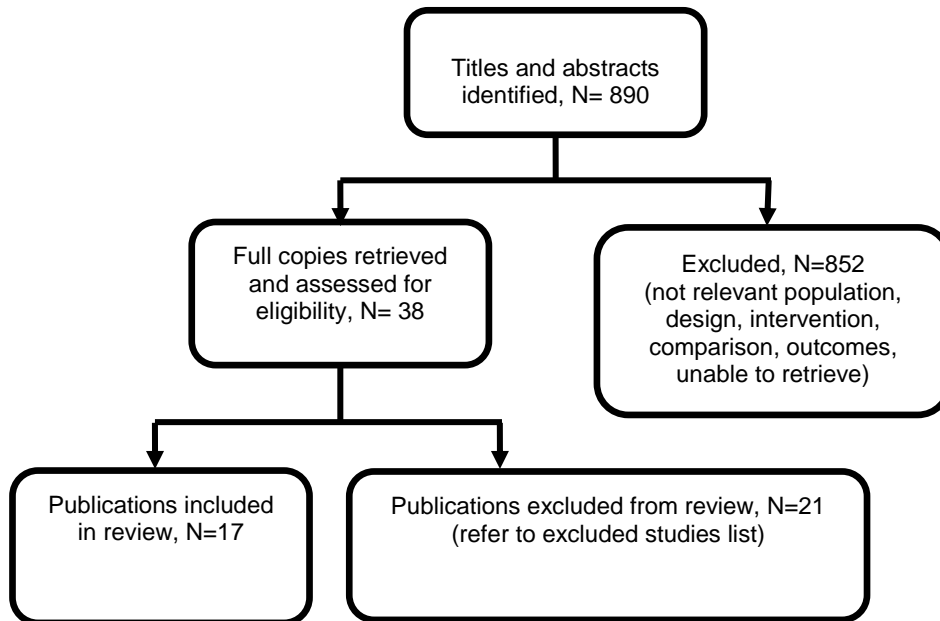 Titles and abstracts
identified, N= 890
Full copies retrieved
and assessed for
eligibility, N= 38
Excluded, N=852
(not relevant population,
design, intervention,
comparison, outcomes,
unable to retrieve)
Publications included
in review, N=17
Publications excluded from review, N=21
(refer to excluded studies list)